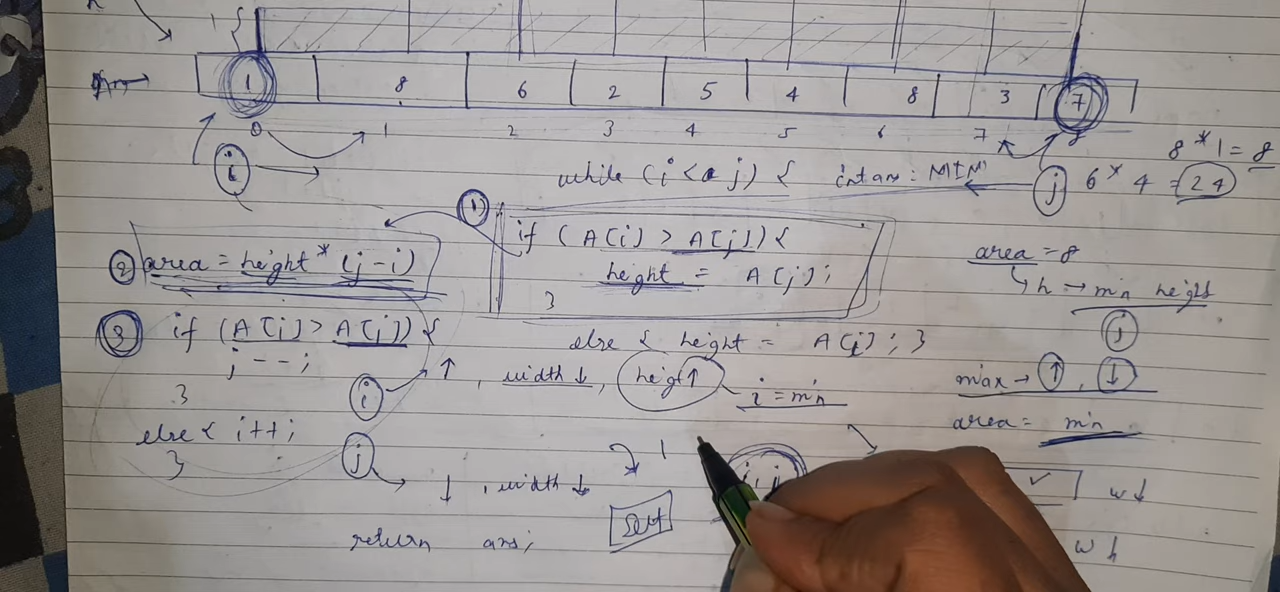 1 8 6 2 5 4 8 3 7
0 1 2 3 4 5 6 7 8
i
8 * 1 = 8
while (i < j) { int ans = MIN
j 6 * 4 = 24
1
if (A[i] > A[j]) {
height = A[j];
}
2 area = height * (j-i)
area = 8
h → min height
j
3 if (A[i] > A[j]) {
j--;
}
else { height = A[i]; }
i ↑, width ↓, heigt↑ i = min
max → ↑, ↓
area = min
else { i++;
}
j ↓, width ↓
1
i, j
✓ w↓
return ans;
w h